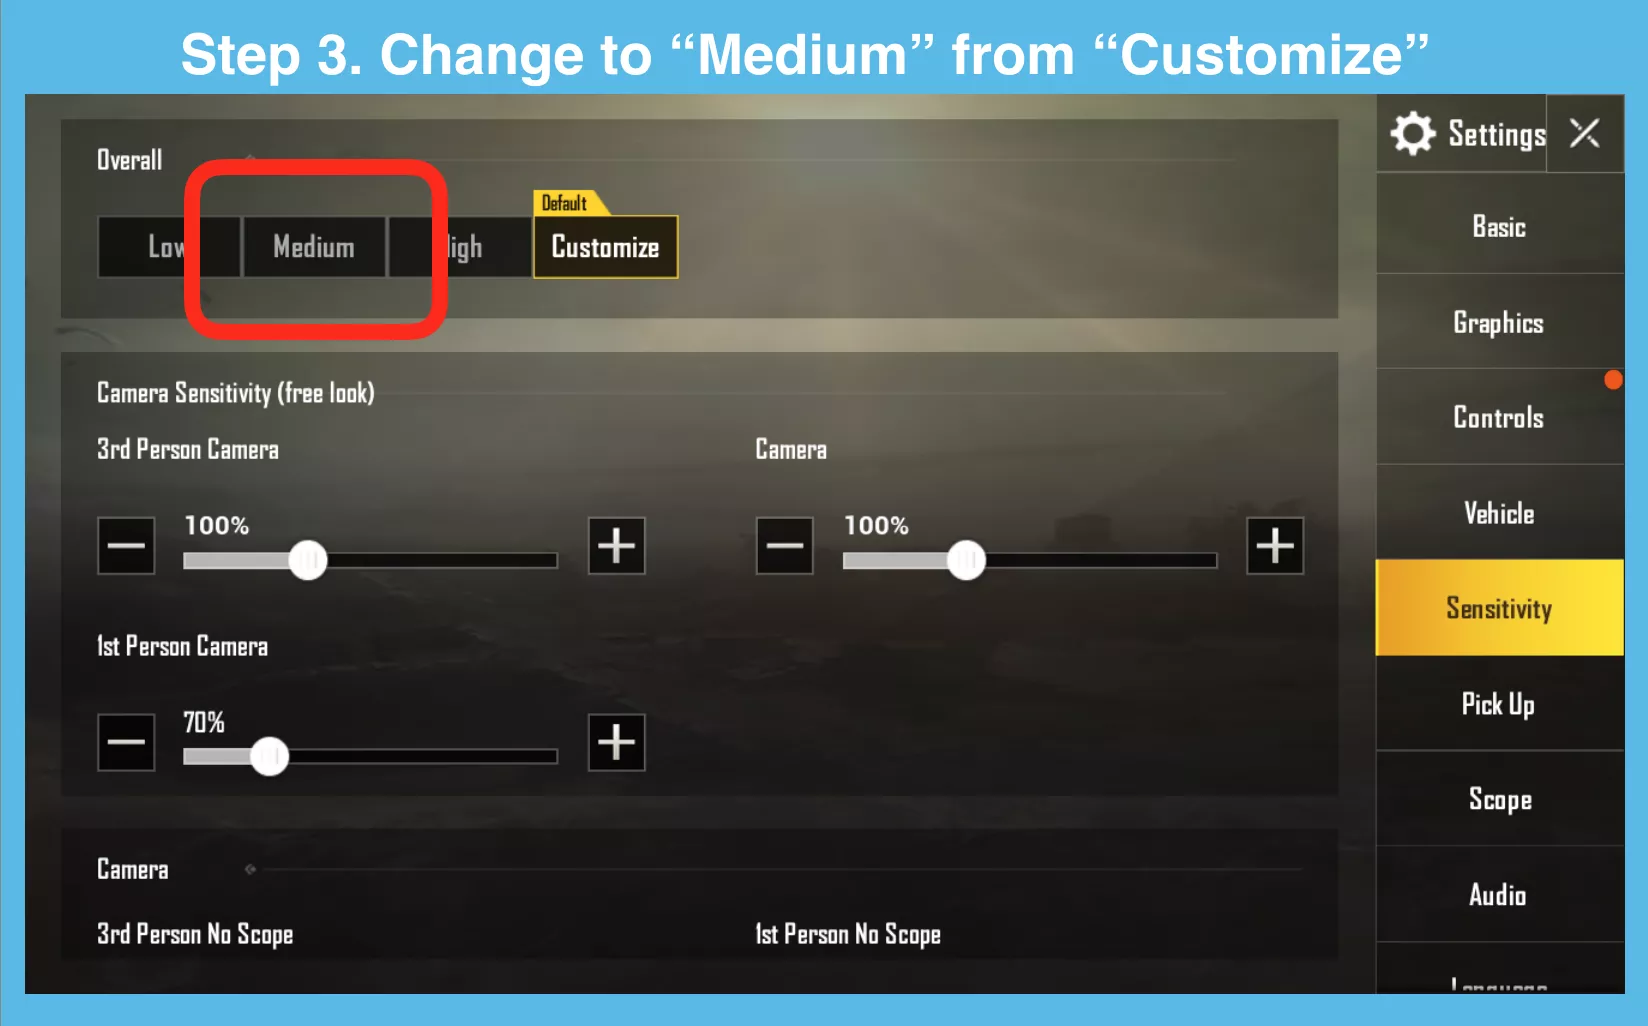 Step 3. Change to “Medium” from “Customize”
Overall
Settings
Default
Low Medium igh Customize
Basic
Graphics
Camera Sensitivity (free look)
Controls
3rd Person Camera Camera
Vehicle
100% 100%
Sensitivity
1st Person Camera
Pick Up
70%
Scope
Camera
Audio
3rd Person No Scope 1st Person No Scope
Language